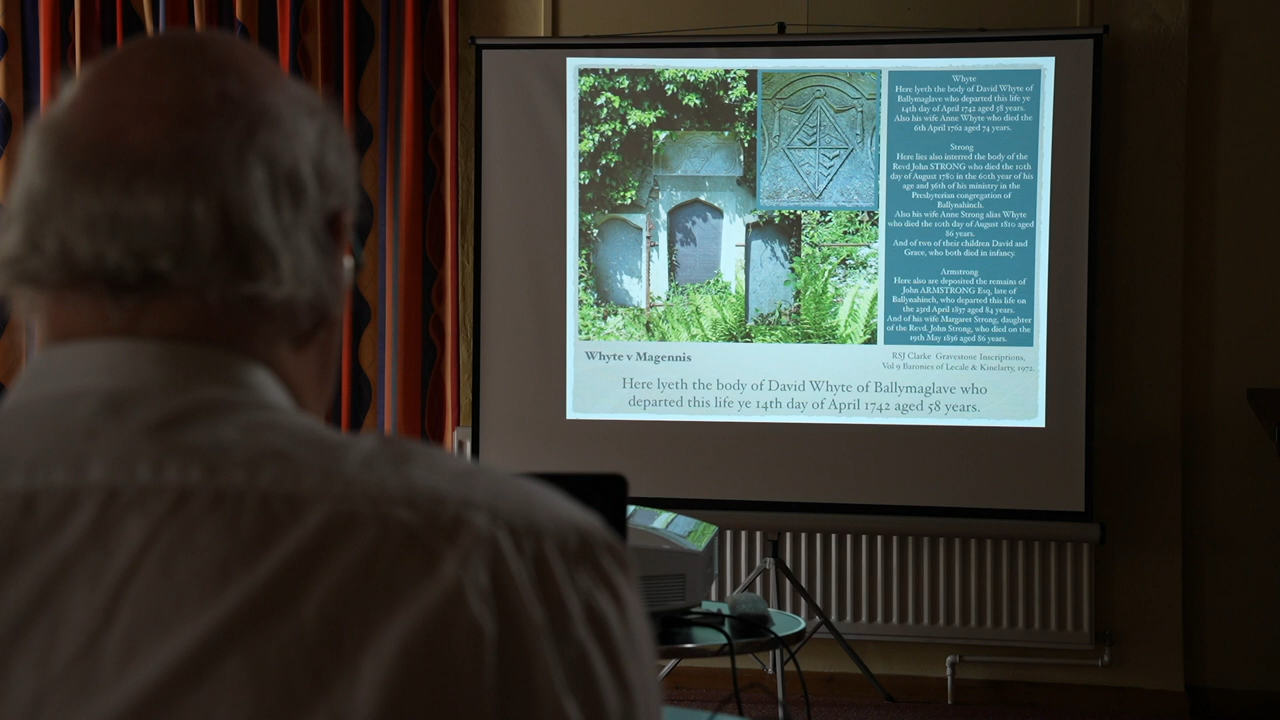 Whyte
Here lyeth the body of David Whyte of
Ballymaglave who departed this life ye
14th day of April 1742 aged 58 years.
Also his wife Anne Whyte who died the
6th April 1762 aged 74 years.
Strong
Here lies also interred the body of the
Revd John STRONG who died the 10th
day of August 1780 in the 60th year of his
age and 36th of his ministry in the
Presbyterian congregation of
Ballynahinch.
Also his wife Anne Strong alias Whyte
who died the 10th day of August 1810 aged
86 years.
And of two of their children David and
Grace, who both died in infancy.
Armstrong
Here also are deposited the remains of
John ARMSTRONG Esq, late of
Ballynahinch, who departed this life on
the 23rd April 1837 aged 84 years.
And of his wife Margaret Strong, daughter
of the Revd. John Strong, who died on the
19th May 1836 aged 86 years.
Whyte v Magennis
RSJ Clarke Gravestone Inscriptions,
Vol 9 Baronies of Lecale & Kinelarty, 1972.
Here lyeth the body of David Whyte of Ballymaglave who
departed this life ye 14th day of April 1742 aged 58 years.